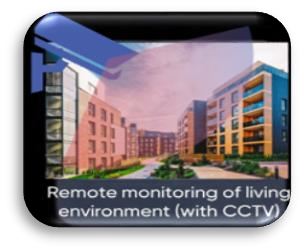 Remote monitoring of living
environment (with CCTV)